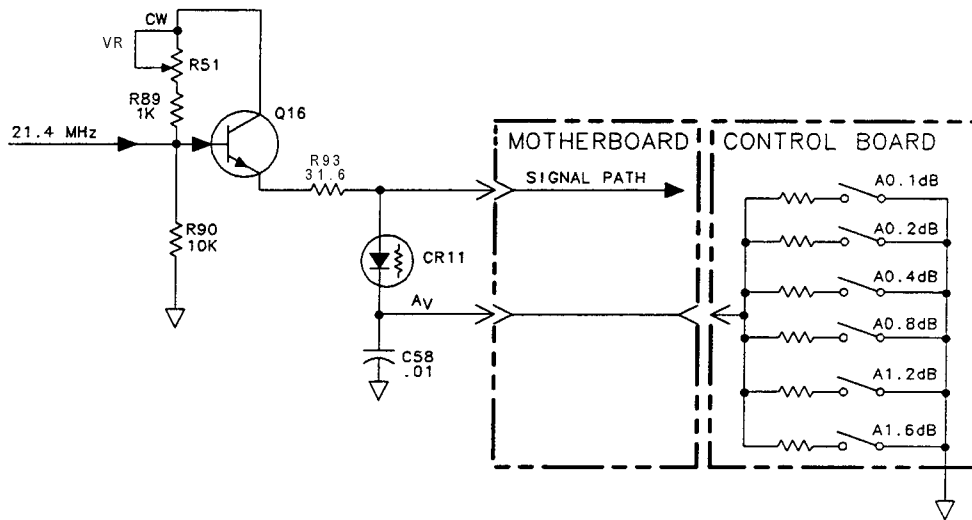 CW
VR
R51
R89
1K
Q16
21.4 MHz
R93
31.6
R90
10K
CR11
AV
C58
.01
MOTHERBOARD
SIGNAL PATH
CONTROL BOARD
A0.1dB
A0.2dB
A0.4dB
A0.8dB
A1.2dB
A1.6dB